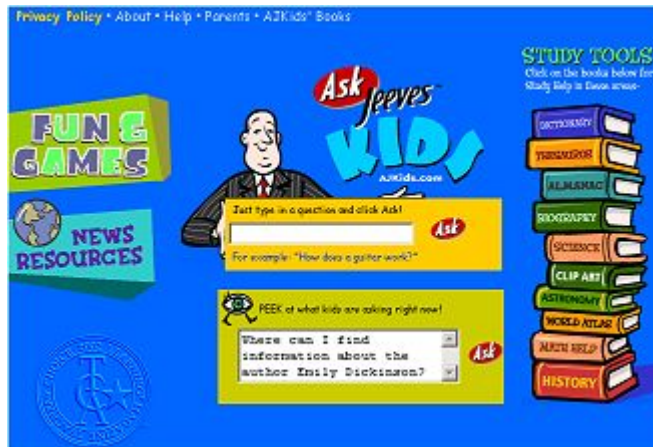 Privacy Policy • About • Help • Parents • AJKids' Books
Ask
Jeeves™
KIDS
AJKids.com
FUN &
GAMES
NEWS
RESOURCES
Just type in a question and click Ask!
Ask
For example: "How does a guitar work?"
PEEK at what kids are asking right now!
Where can I find
information about the
author Emily Dickinson?
Ask
STUDY TOOLS
Click on the books below for
Study Help in these areas-
DICTIONARY
THESAURUS
ALMANAC
BIOGRAPHY
SCIENCE
CLIP ART
ASTRONOMY
WORLD ATLAS
MATH HELP
HISTORY